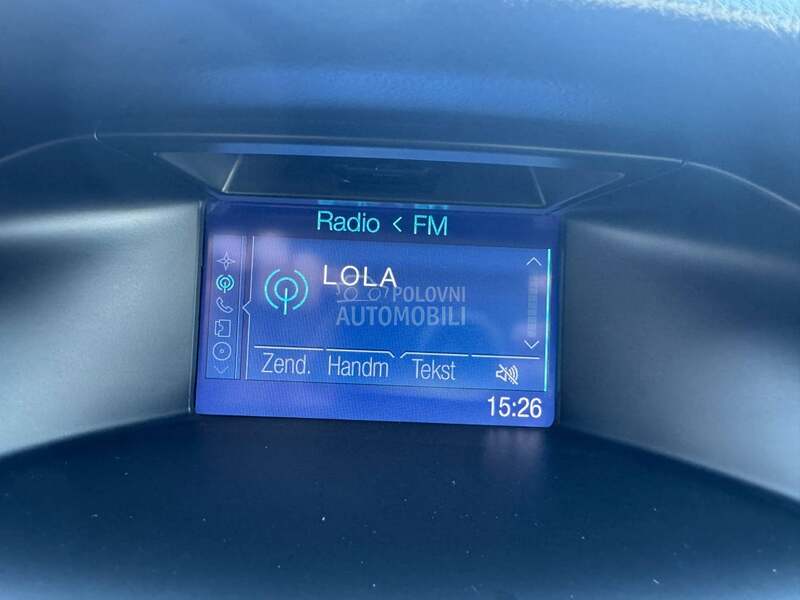 Radio < FM
LOLA
POLOVNI
AUTOMOBILI
Zend. Handm Tekst
15:26